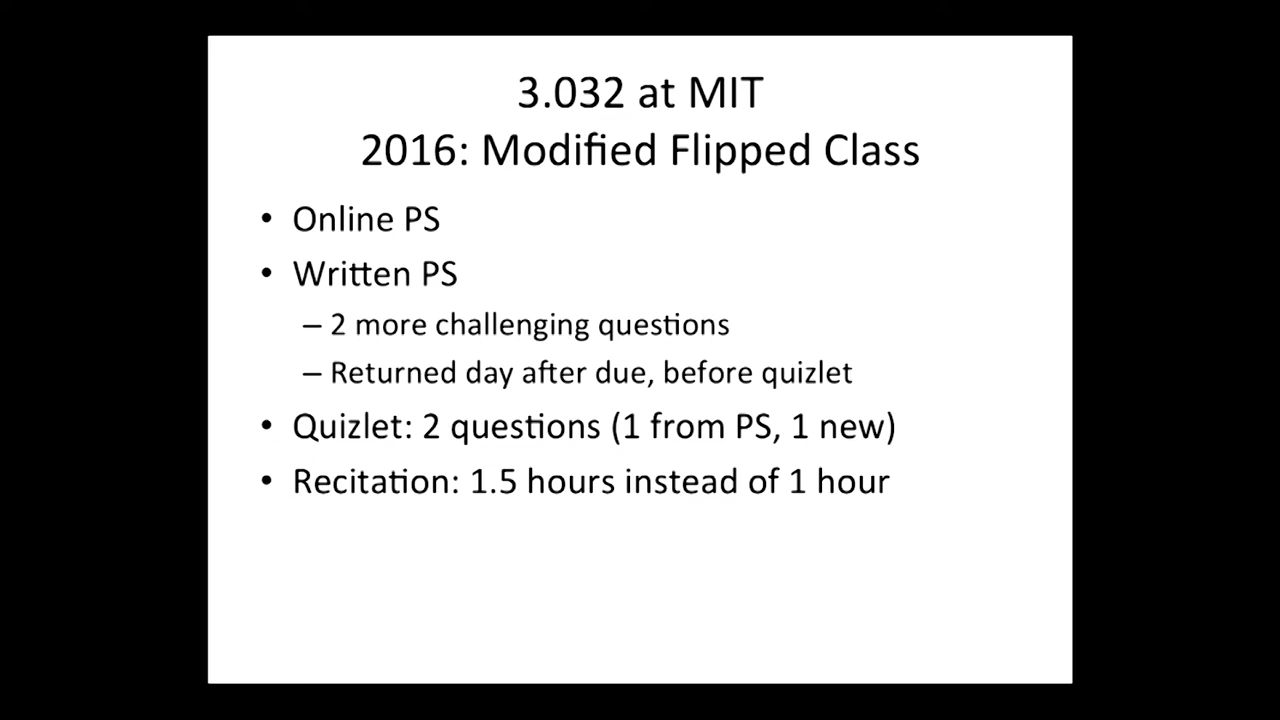 3.032 at MIT
2016: Modified Flipped Class
• Online PS
• Written PS
– 2 more challenging questions
– Returned day after due, before quizlet
• Quizlet: 2 questions (1 from PS, 1 new)
• Recitation: 1.5 hours instead of 1 hour